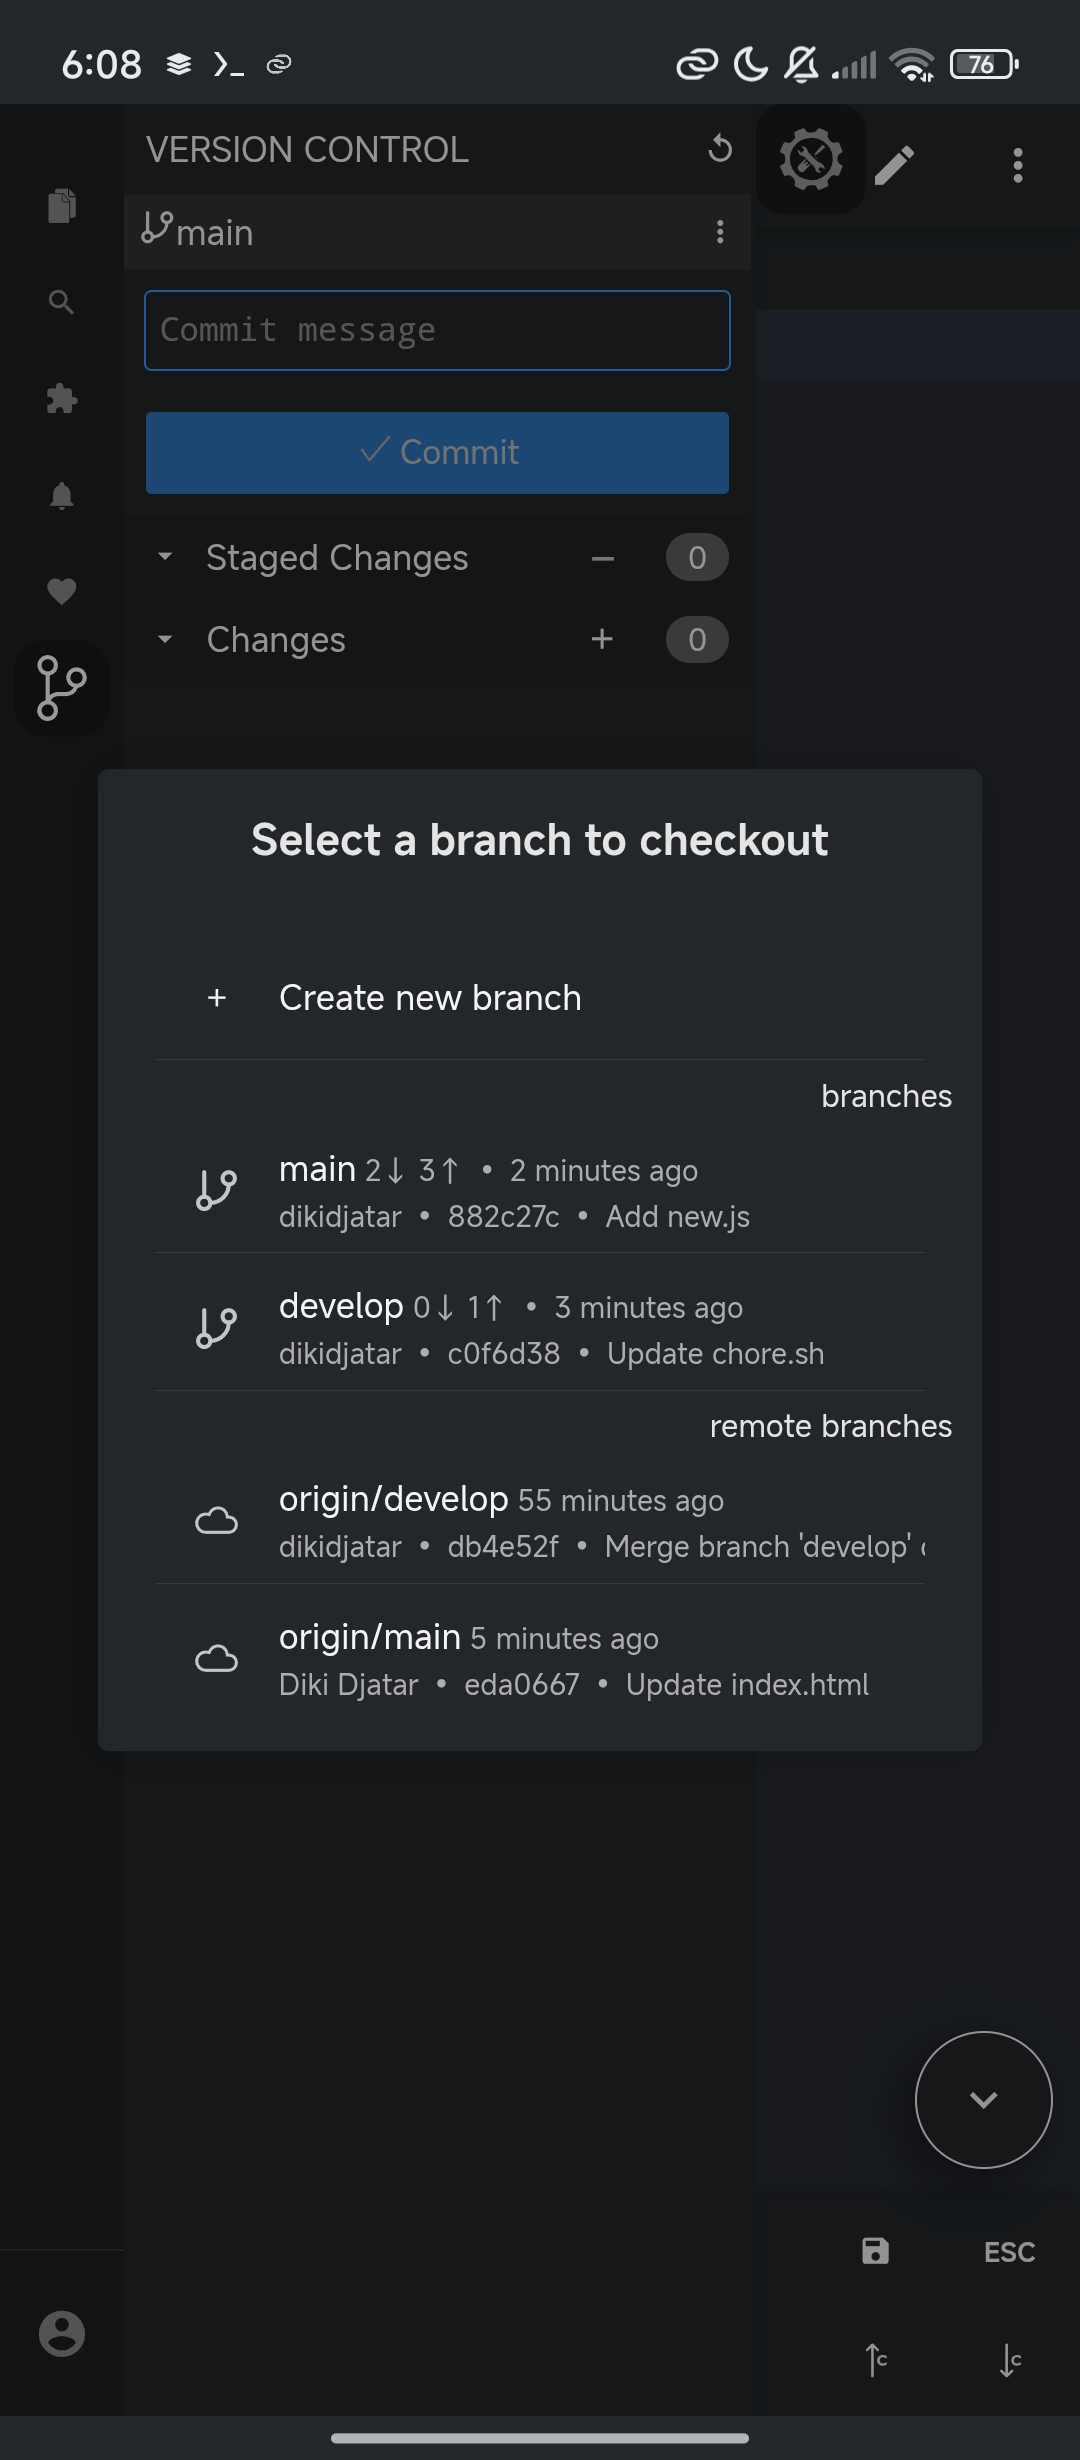 6:08
76
VERSION CONTROL
main
Commit message
✓ Commit
Staged Changes − 0
Changes + 0
Select a branch to checkout
+ Create new branch
branches
main 2↓ 3↑ • 2 minutes ago
dikidjatar • 882c27c • Add new.js
develop 0↓ 1↑ • 3 minutes ago
dikidjatar • c0f6d38 • Update chore.sh
remote branches
origin/develop 55 minutes ago
dikidjatar • db4e52f • Merge branch 'develop'
origin/main 5 minutes ago
Diki Djatar • eda0667 • Update index.html
ESC
↑c ↓c